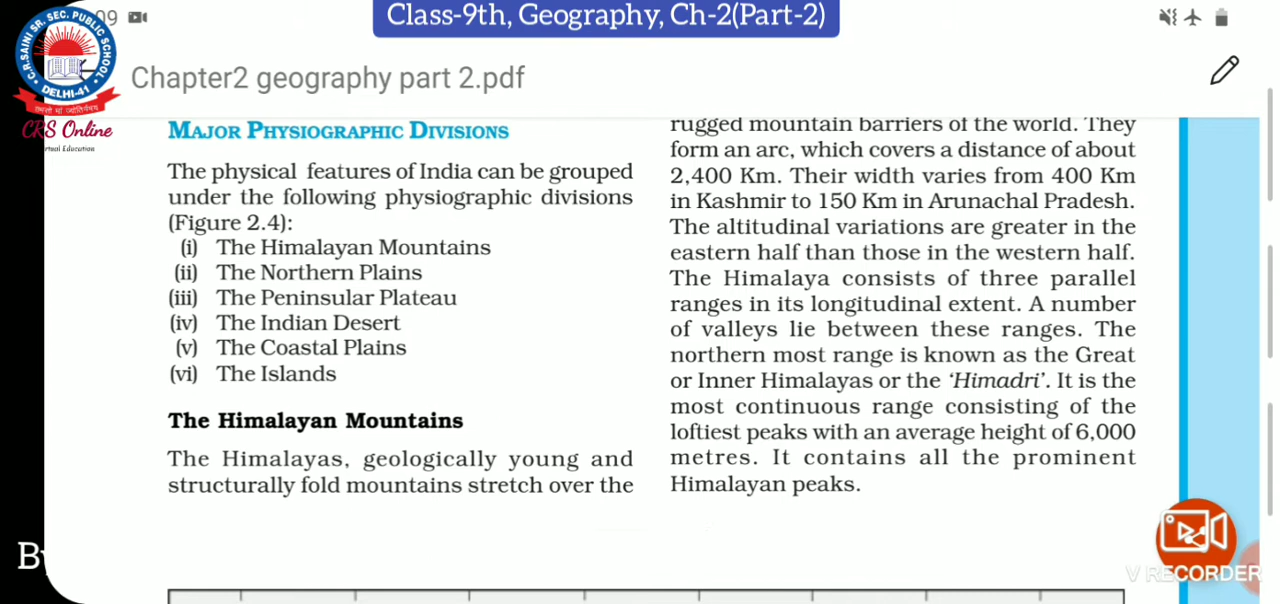 Class-9th, Geography, Ch-2(Part-2)
09
C.R.SAINI SR. SEC. PUBLIC SCHOOL
DELHI-41
CRS Online
rtual Education
Chapter2 geography part 2.pdf
MAJOR PHYSIOGRAPHIC DIVISIONS
The physical features of India can be grouped
under the following physiographic divisions
(Figure 2.4):
(i) The Himalayan Mountains
(ii) The Northern Plains
(iii) The Peninsular Plateau
(iv) The Indian Desert
(v) The Coastal Plains
(vi) The Islands
The Himalayan Mountains
The Himalayas, geologically young and
structurally fold mountains stretch over the
rugged mountain barriers of the world. They
form an arc, which covers a distance of about
2,400 Km. Their width varies from 400 Km
in Kashmir to 150 Km in Arunachal Pradesh.
The altitudinal variations are greater in the
eastern half than those in the western half.
The Himalaya consists of three parallel
ranges in its longitudinal extent. A number
of valleys lie between these ranges. The
northern most range is known as the Great
or Inner Himalayas or the ‘Himadri’. It is the
most continuous range consisting of the
loftiest peaks with an average height of 6,000
metres. It contains all the prominent
Himalayan peaks.
By
V RECORDER